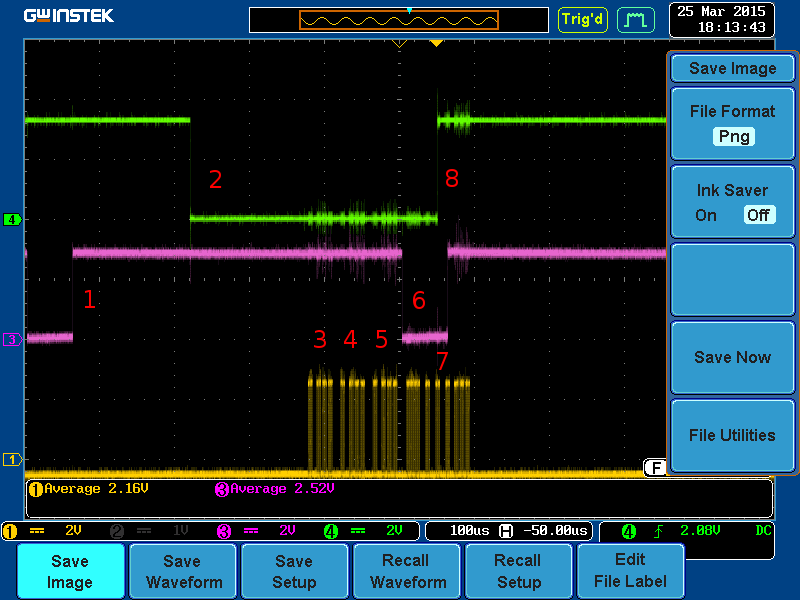 GWINSTEK
Trig'd
25 Mar 2015
18:13:43
Save Image
File Format
Png
Ink Saver
On Off
Save Now
File Utilities
2
8
4
1
6
3
3 4 5
7
1
F
1 Average 2.16V 3 Average 2.52V
1 2V 2 1V 3 2V 4 2V 100us H -50.00us 4 2.08V DC
Save Image
Save Waveform
Save Setup
Recall Waveform
Recall Setup
Edit File Label